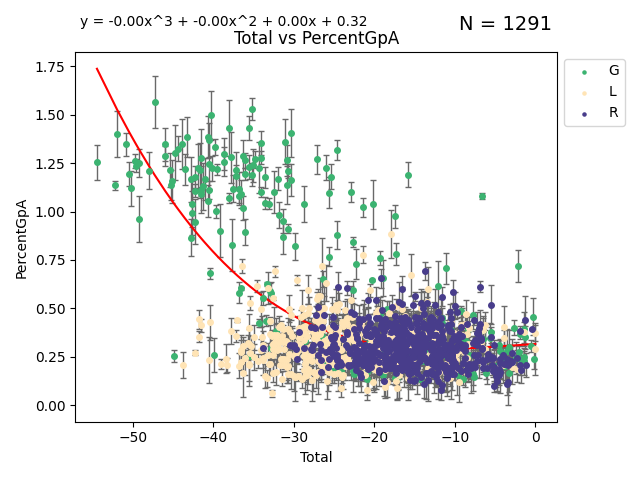 y = -0.00x^3 + -0.00x^2 + 0.00x + 0.32
N = 1291
Total vs PercentGpA
G
L
R
PercentGpA
1.75
1.50
1.25
1.00
0.75
0.50
0.25
0.00
−50
−40
−30
−20
−10
0
Total